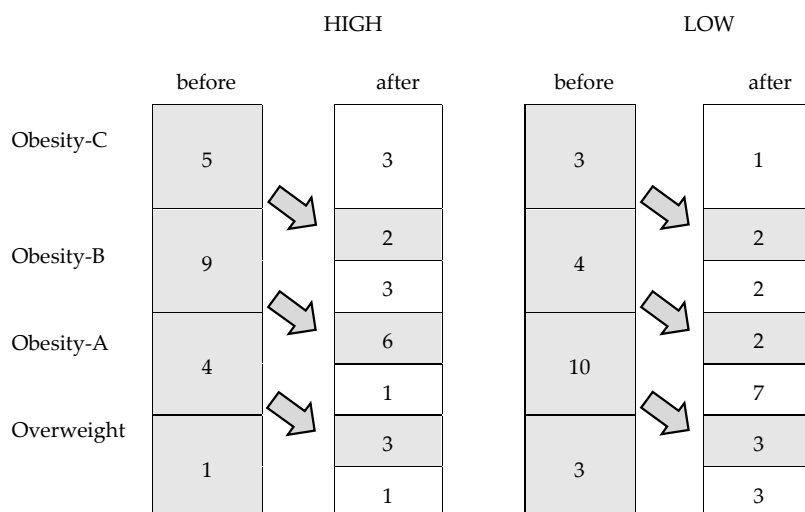 HIGH LOW
before after before after
Obesity-C 5 3 3 1
2 2
Obesity-B 9 4
3 2
Obesity-A 6 2
4 10
1 7
Overweight 3 3
1 3
1 3